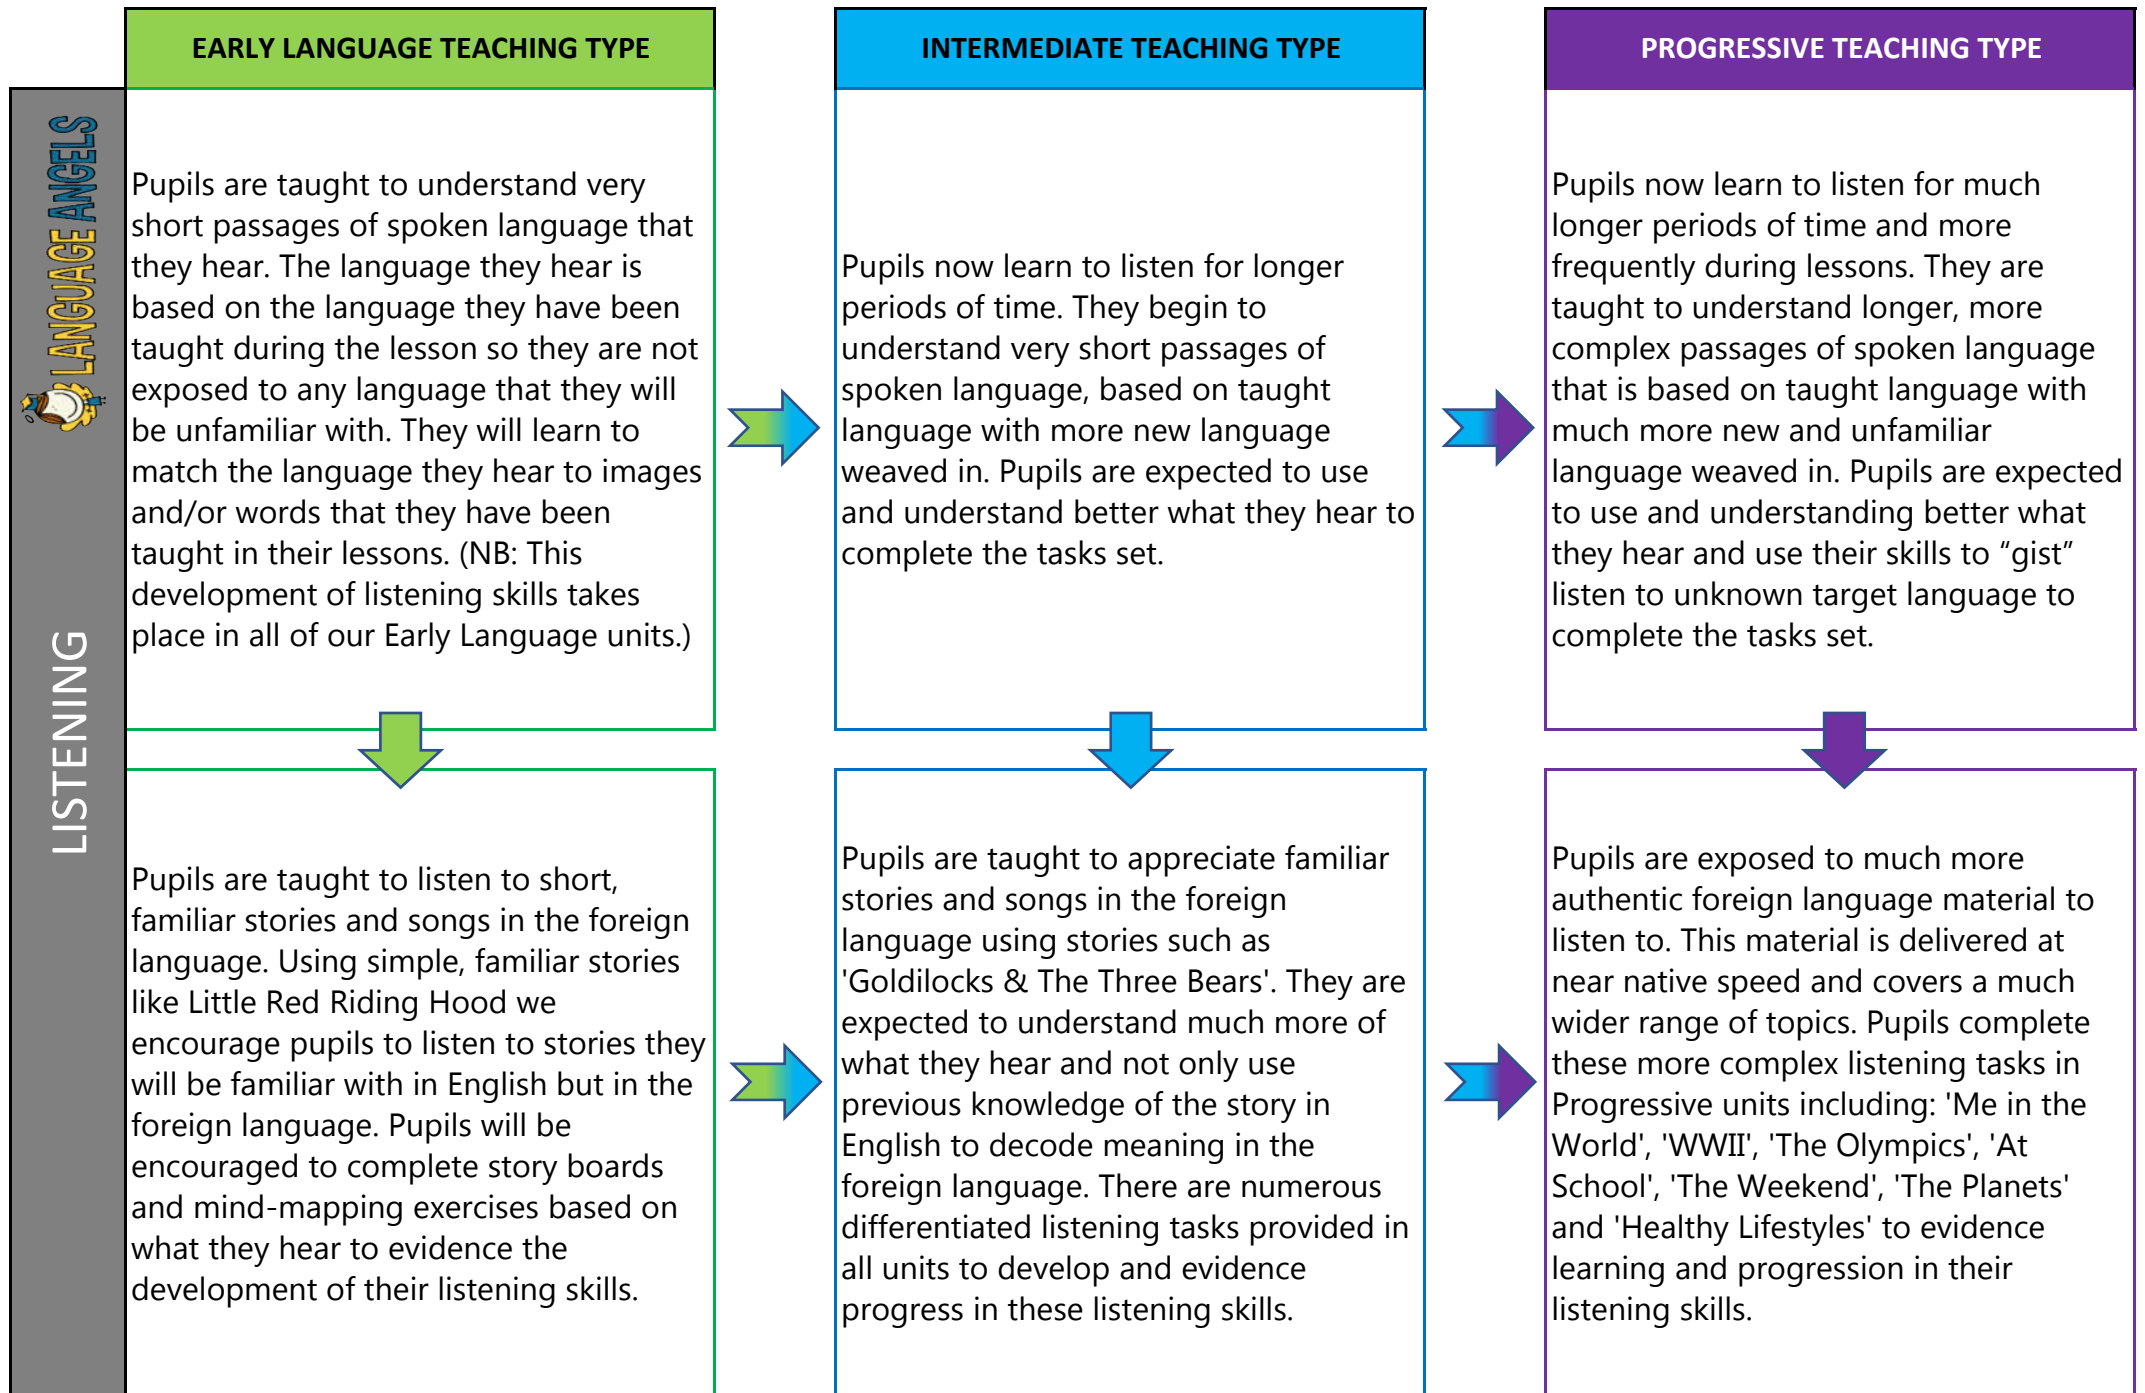 EARLY LANGUAGE TEACHING TYPE
INTERMEDIATE TEACHING TYPE
PROGRESSIVE TEACHING TYPE
LANGUAGE ANGELS
LISTENING
Pupils are taught to understand very
short passages of spoken language that
they hear. The language they hear is
based on the language they have been
taught during the lesson so they are not
exposed to any language that they will
be unfamiliar with. They will learn to
match the language they hear to images
and/or words that they have been
taught in their lessons. (NB: This
development of listening skills takes
place in all of our Early Language units.)
Pupils now learn to listen for longer
periods of time. They begin to
understand very short passages of
spoken language, based on taught
language with more new language
weaved in. Pupils are expected to use
and understand better what they hear to
complete the tasks set.
Pupils now learn to listen for much
longer periods of time and more
frequently during lessons. They are
taught to understand longer, more
complex passages of spoken language
that is based on taught language with
much more new and unfamiliar
language weaved in. Pupils are expected
to use and understanding better what
they hear and use their skills to “gist”
listen to unknown target language to
complete the tasks set.
Pupils are taught to listen to short,
familiar stories and songs in the foreign
language. Using simple, familiar stories
like Little Red Riding Hood we
encourage pupils to listen to stories they
will be familiar with in English but in the
foreign language. Pupils will be
encouraged to complete story boards
and mind-mapping exercises based on
what they hear to evidence the
development of their listening skills.
Pupils are taught to appreciate familiar
stories and songs in the foreign
language using stories such as
'Goldilocks & The Three Bears'. They are
expected to understand much more of
what they hear and not only use
previous knowledge of the story in
English to decode meaning in the
foreign language. There are numerous
differentiated listening tasks provided in
all units to develop and evidence
progress in these listening skills.
Pupils are exposed to much more
authentic foreign language material to
listen to. This material is delivered at
near native speed and covers a much
wider range of topics. Pupils complete
these more complex listening tasks in
Progressive units including: 'Me in the
World', 'WWII', 'The Olympics', 'At
School', 'The Weekend', 'The Planets'
and 'Healthy Lifestyles' to evidence
learning and progression in their
listening skills.